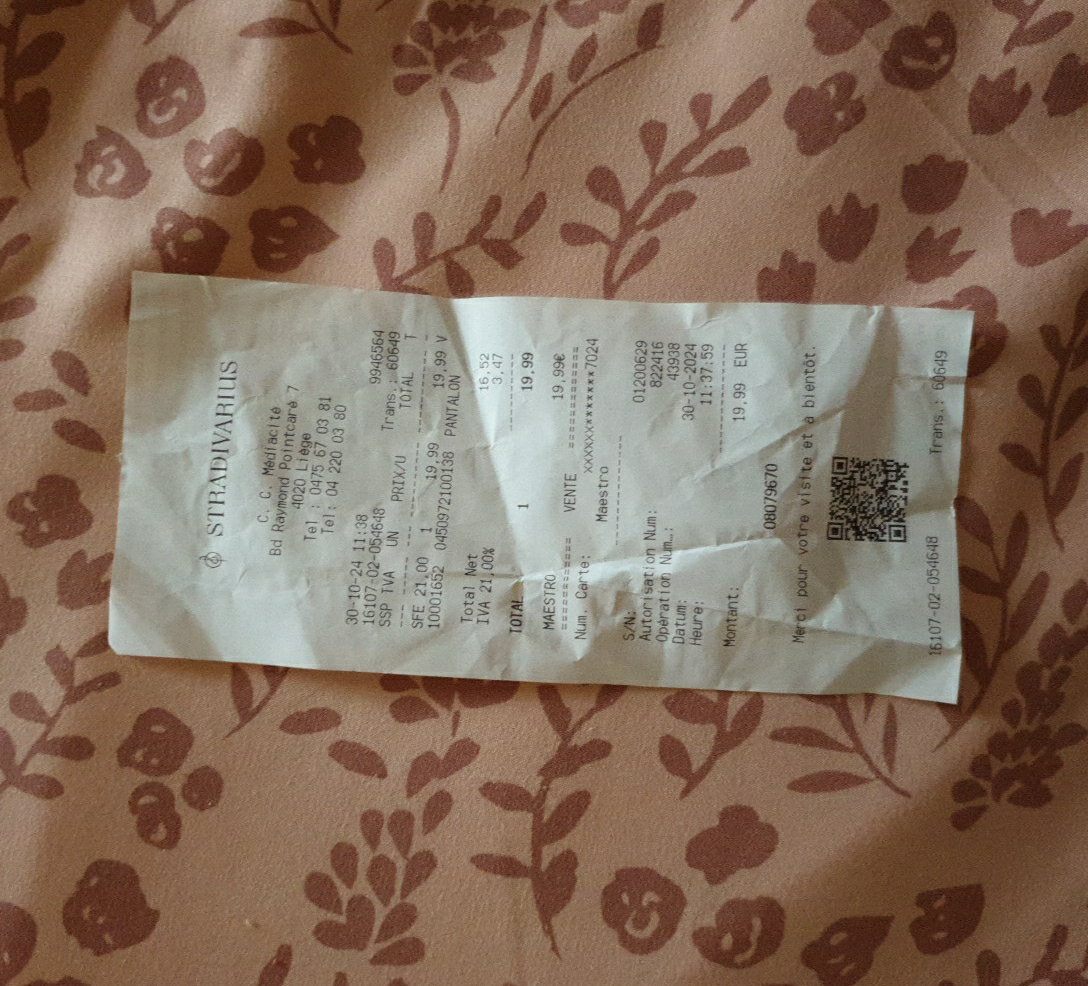 STRADIVARIUS
C. C. Médiacité
Bd Raymond Pointcaré 7
4020 Liège
Tel : 0475 67 03 81
Tel: 04 220 03 80
30-10-24 11:38 9946564
16107-02-054648 Trans.: 60649
SSP TVA UN PRIX/U TOTAL T
SFE 21,00 1 19,99 19,99 V
10001652 0450972100138 PANTALON
Total Net 16,52
IVA 21,00% 3,47
TOTAL 1 19,99
MAESTRO 19,99€
============ VENTE ============
Num. Carte: XXXXXXX************7024
Maestro
S/N: 01200629
Autorisation Num: 822416
Opération Num.: 43938
Datum: 30-10-2024
Heure: 11:37:59
Montant: 19.99 EUR
08079670
Merci pour votre visite et à bientôt.
16107-02-054648 Trans.: 60649